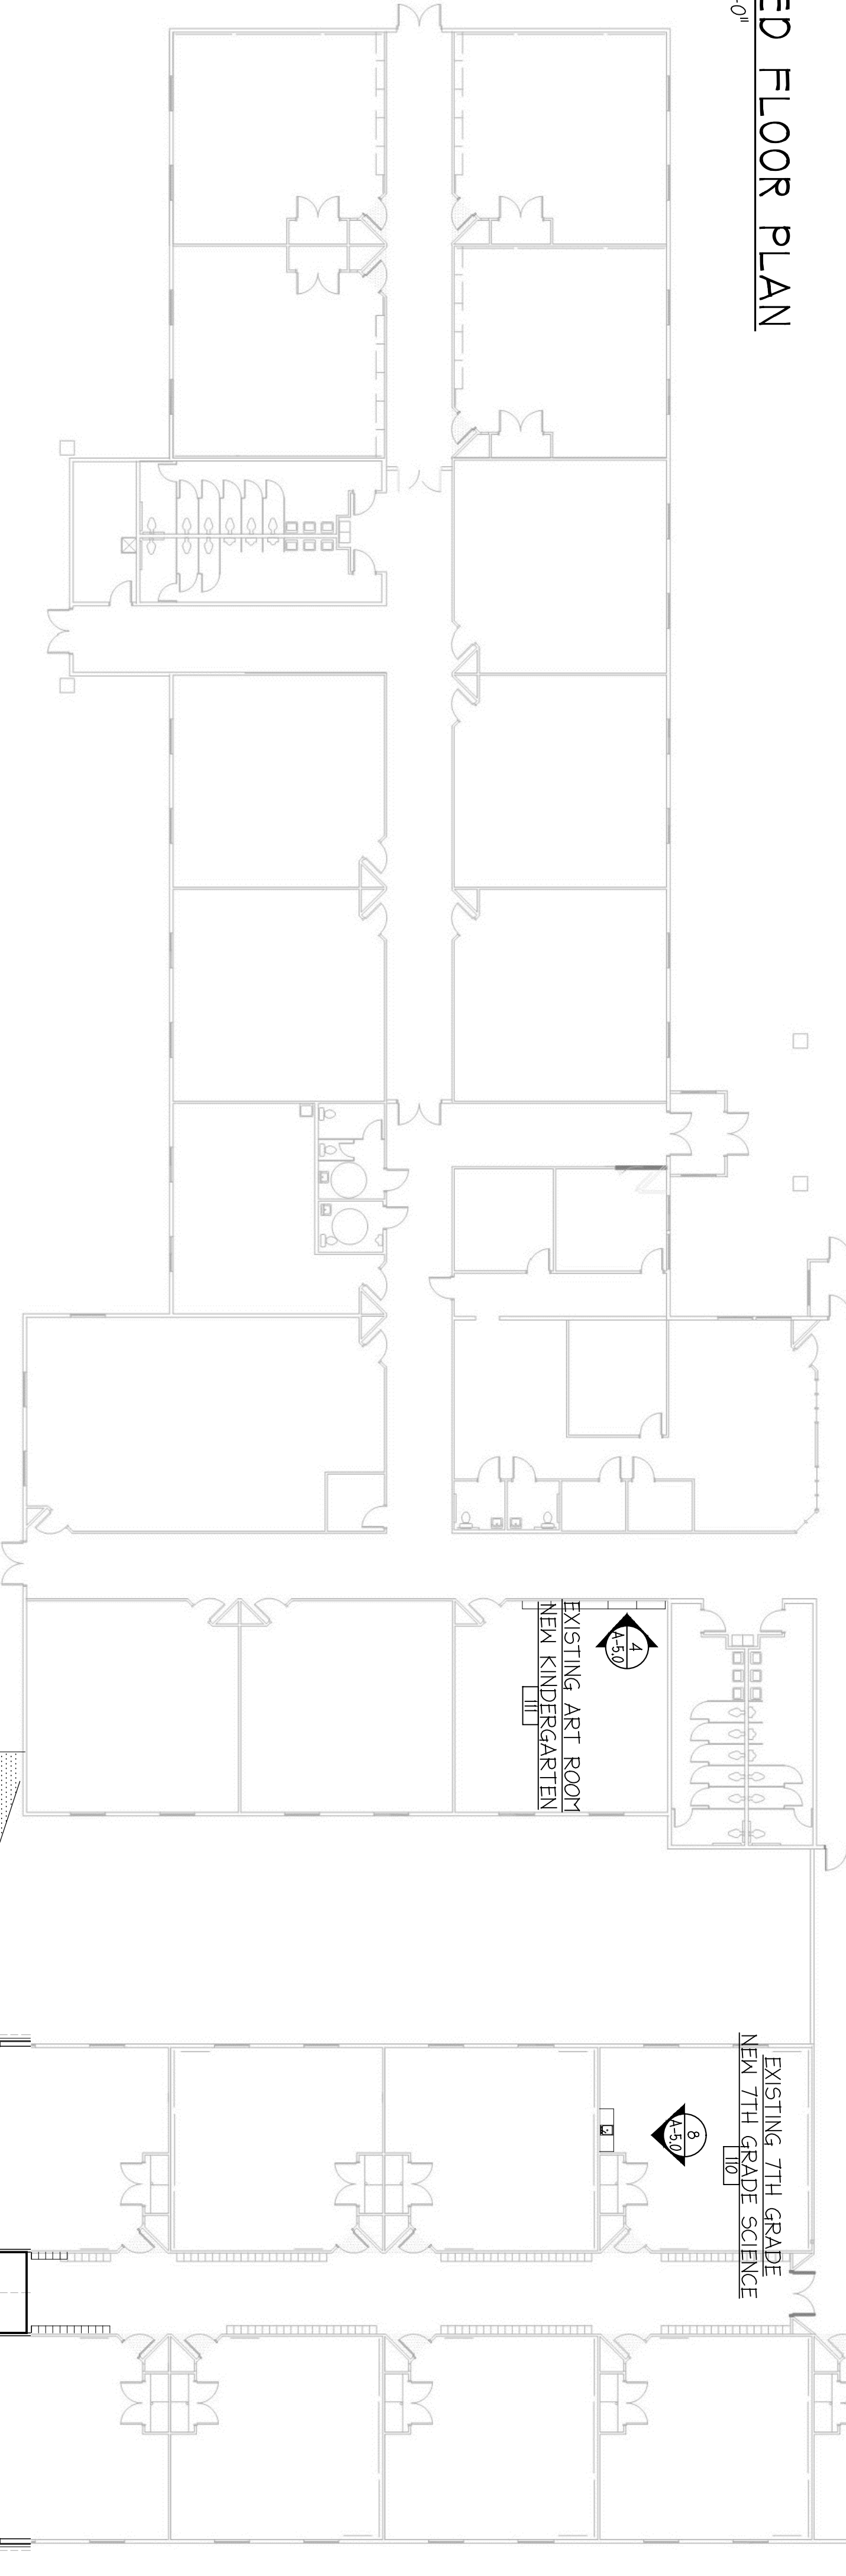 ED FLOOR PLAN
-0"
EXISTING ART ROOM
NEW KINDERGARTEN
111
4
A-5.0
EXISTING 7TH GRADE
NEW 7TH GRADE SCIENCE
110
8
A-5.0